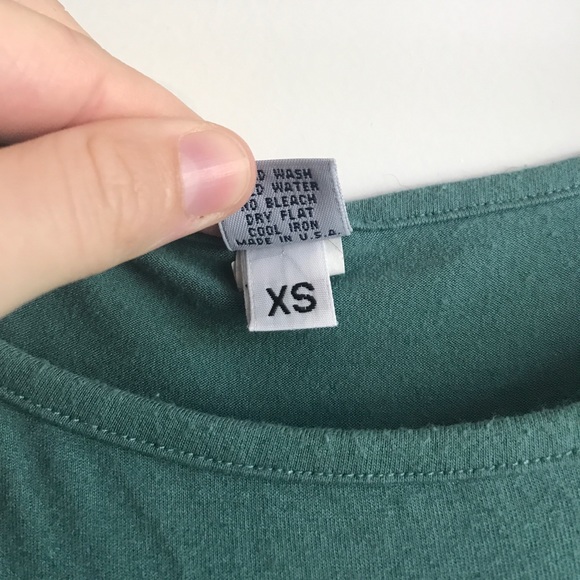 WASH
WATER
NO BLEACH
DRY FLAT
COOL IRON
MADE IN U.S.A.
XS